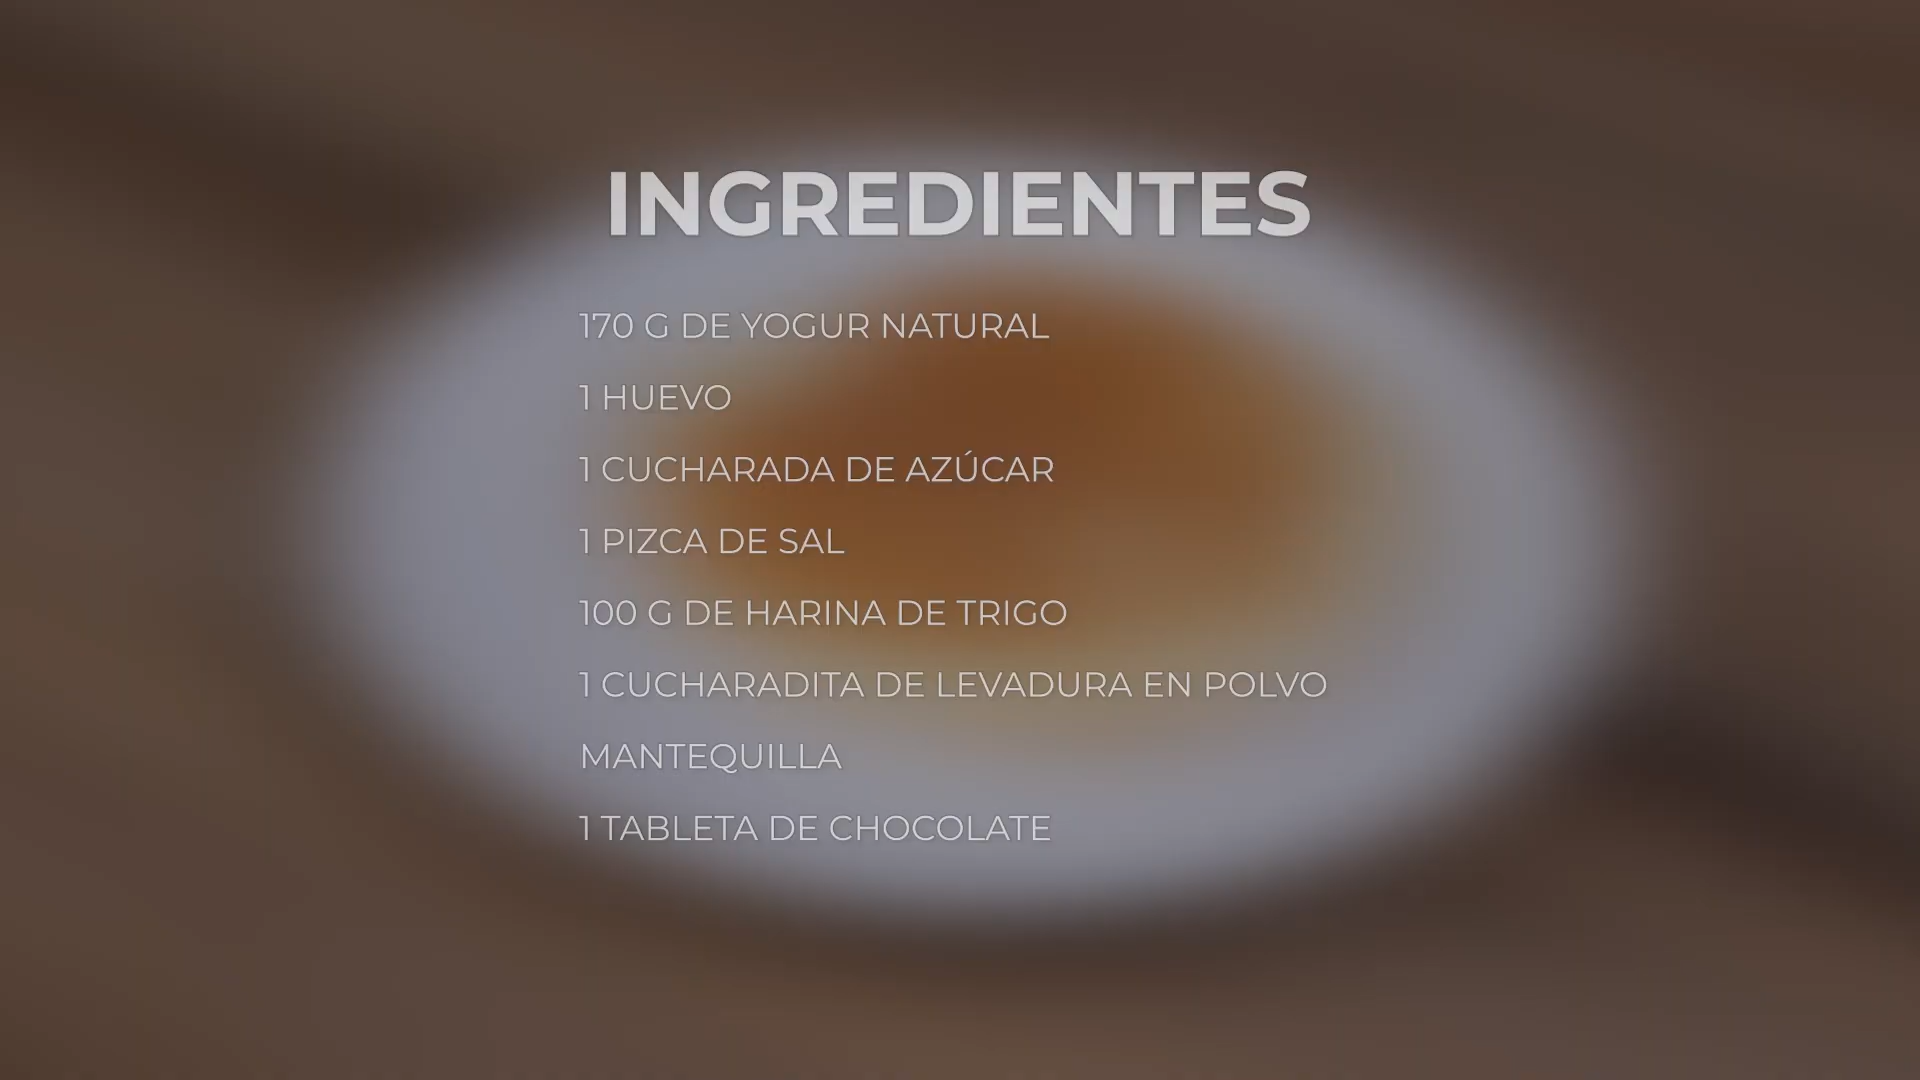 INGREDIENTES
170 G DE YOGUR NATURAL
1 HUEVO
1 CUCHARADA DE AZÚCAR
1 PIZCA DE SAL
100 G DE HARINA DE TRIGO
1 CUCHARADITA DE LEVADURA EN POLVO
MANTEQUILLA
1 TABLETA DE CHOCOLATE